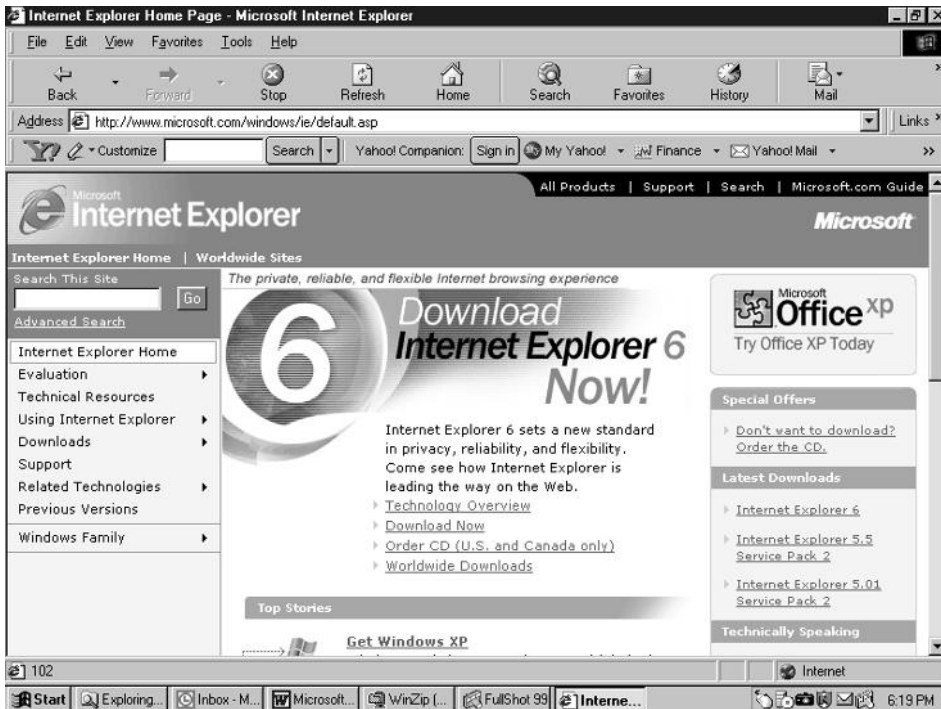 Internet Explorer Home Page - Microsoft Internet Explorer
File Edit View Favorites Tools Help
Back Forward Stop Refresh Home Search Favorites History Mail
Address http://www.microsoft.com/windows/ie/default.asp Links
Y! Customize Search Yahoo! Companion: Sign in My Yahoo! Finance Yahoo! Mail
All Products | Support | Search | Microsoft.com Guide
Microsoft
Internet Explorer
Microsoft
Internet Explorer Home | Worldwide Sites
Search This Site
Go
Advanced Search
Internet Explorer Home
Evaluation
Technical Resources
Using Internet Explorer
Downloads
Support
Related Technologies
Previous Versions
Windows Family
The private, reliable, and flexible Internet browsing experience
6
Download
Internet Explorer 6
Now!
Internet Explorer 6 sets a new standard
in privacy, reliability, and flexibility.
Come see how Internet Explorer is
leading the way on the Web.
Technology Overview
Download Now
Order CD (U.S. and Canada only)
Worldwide Downloads
Top Stories
Get Windows XP
Microsoft
Office xp
Try Office XP Today
Special Offers
Don't want to download?
Order the CD.
Latest Downloads
Internet Explorer 6
Internet Explorer 5.5
Service Pack 2
Internet Explorer 5.01
Service Pack 2
Technically Speaking
102 Internet
Start Exploring... Inbox - M... Microsoft... WinZip (... FullShot 99 Interne... 6:19 PM